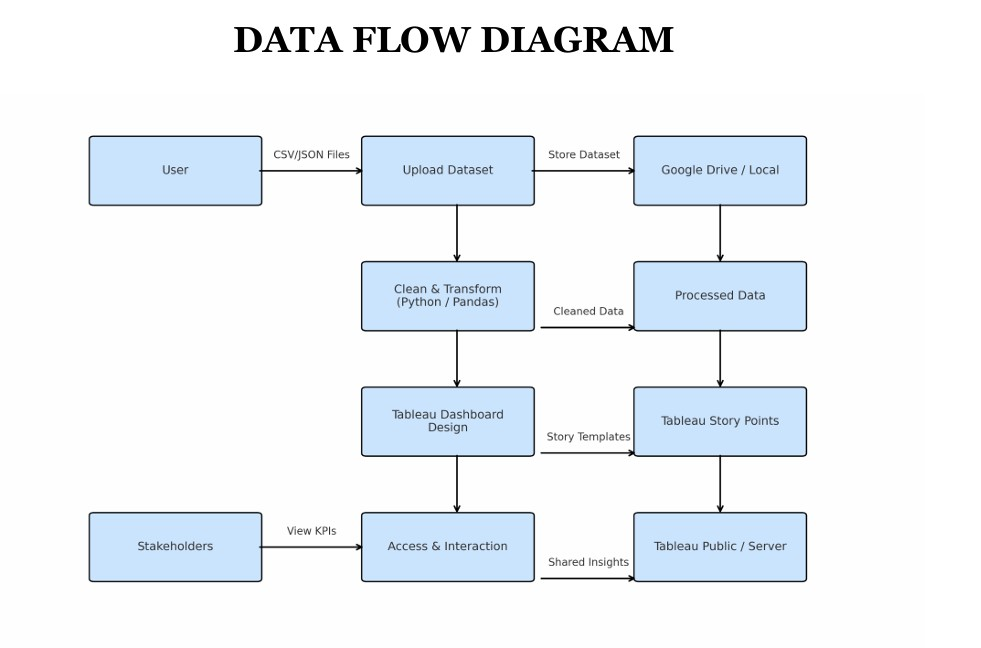 DATA FLOW DIAGRAM
User
CSV/JSON Files
Upload Dataset
Store Dataset
Google Drive / Local
Clean & Transform
(Python / Pandas)
Cleaned Data
Processed Data
Tableau Dashboard
Design
Story Templates
Tableau Story Points
Stakeholders
View KPIs
Access & Interaction
Shared Insights
Tableau Public / Server